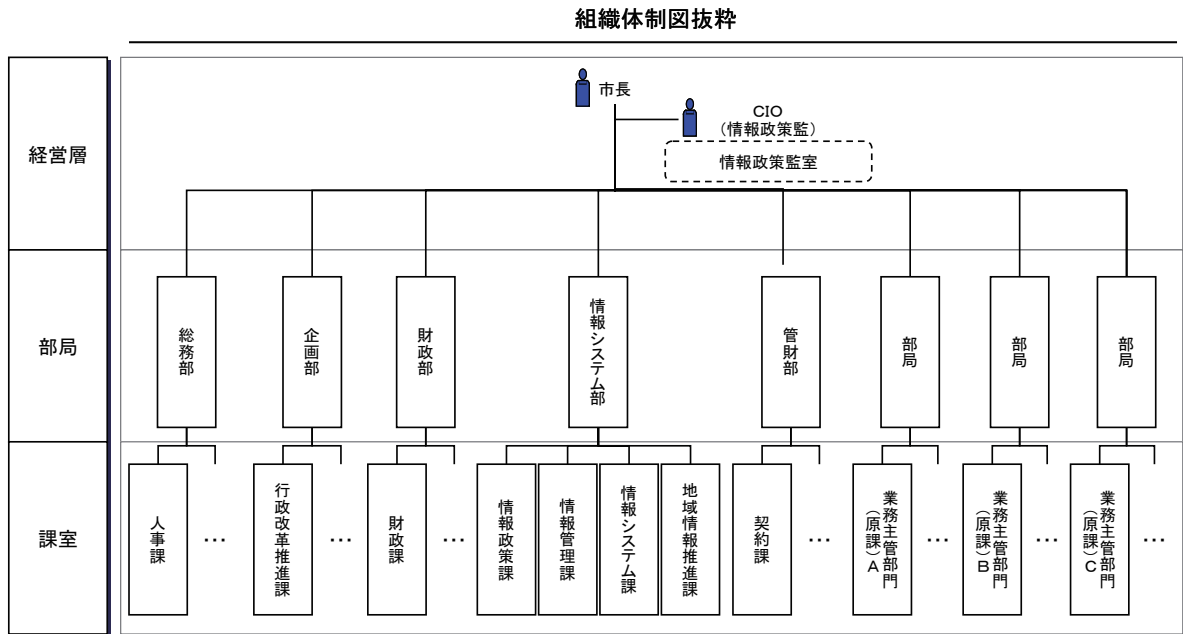 組織体制図抜粋
経営層
市長
CIO
（情報政策監）
情報政策監室
部局
総務部
企画部
財政部
情報システム部
管財部
部局
部局
部局
課室
人事課
…
行政改革推進課
…
財政課
…
情報政策課
情報管理課
情報システム課
地域情報推進課
契約課
…
業務主管部門
（原課）A
…
業務主管部門
（原課）B
…
業務主管部門
（原課）C
…